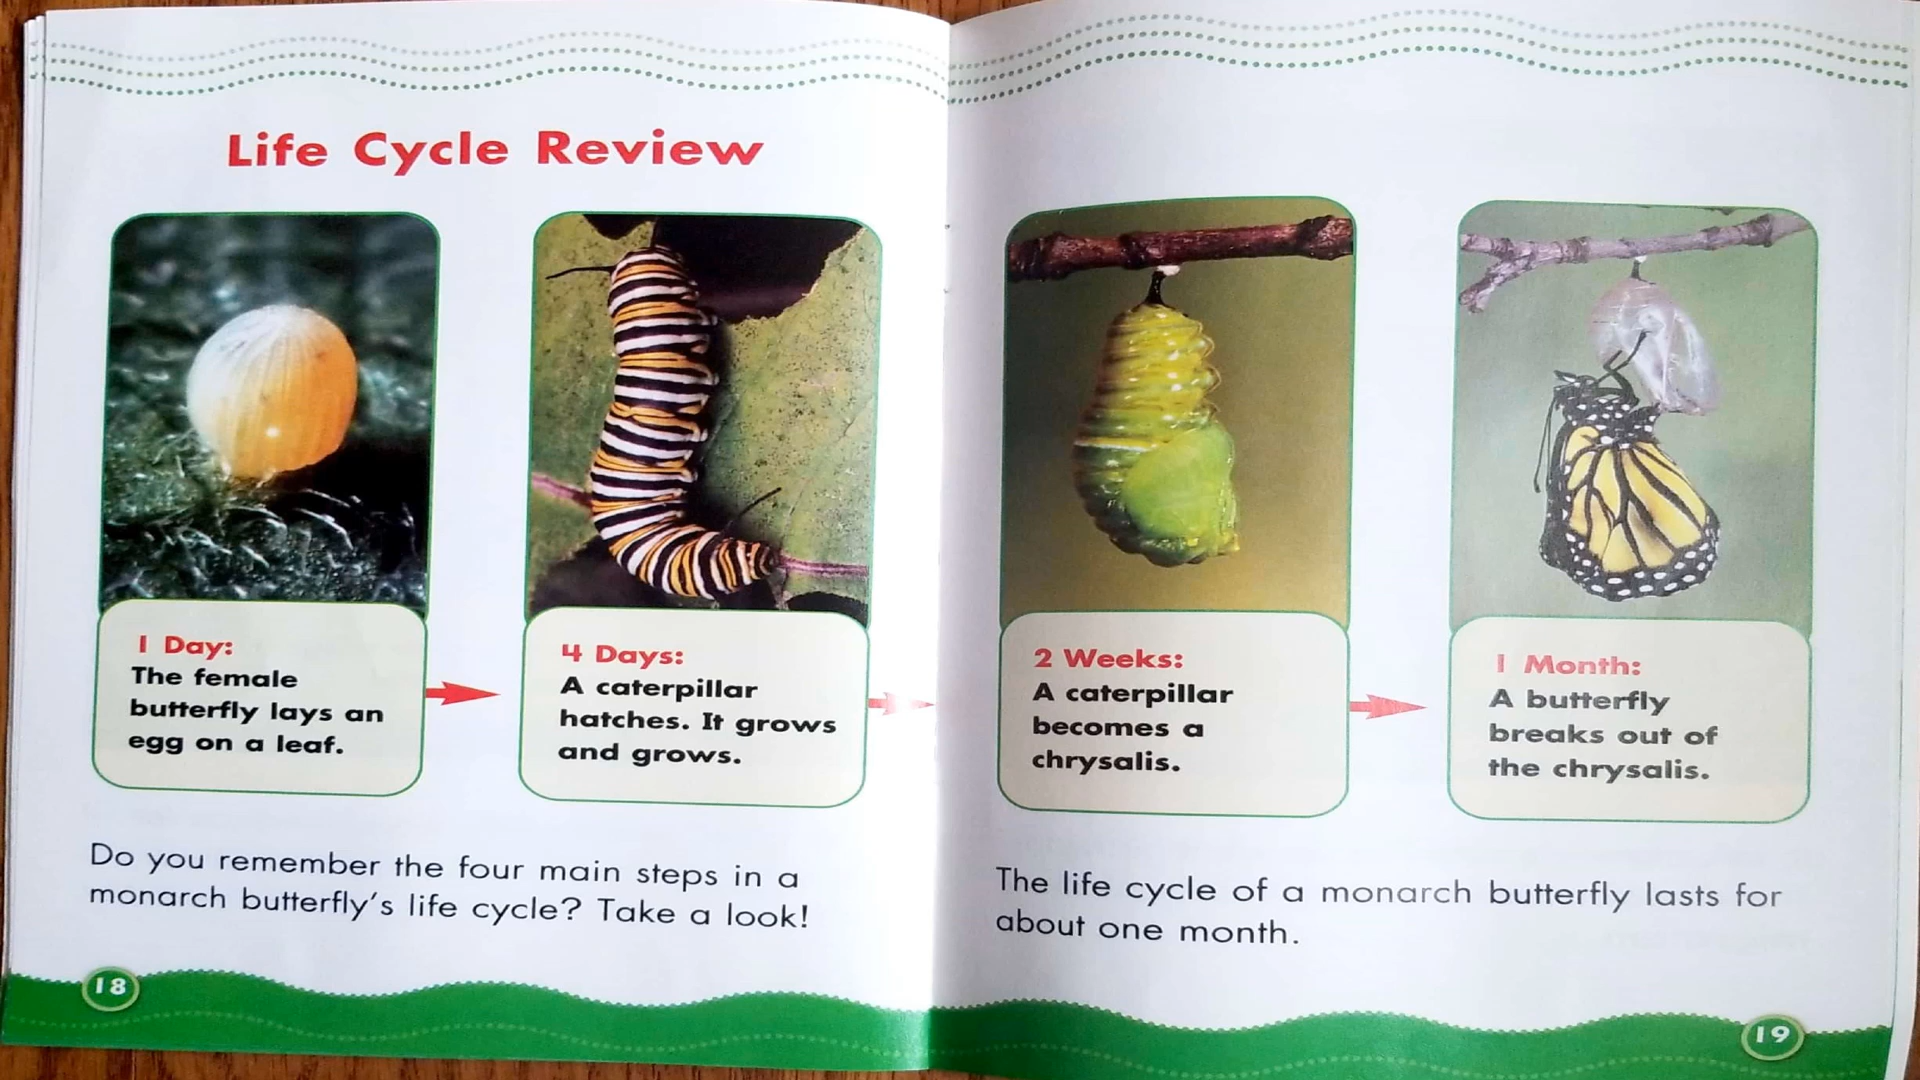 Life Cycle Review
1 Day:
The female
butterfly lays an
egg on a leaf.
4 Days:
A caterpillar
hatches. It grows
and grows.
Do you remember the four main steps in a
monarch butterfly's life cycle? Take a look!
18
2 Weeks:
A caterpillar
becomes a
chrysalis.
1 Month:
A butterfly
breaks out of
the chrysalis.
The life cycle of a monarch butterfly lasts for
about one month.
19